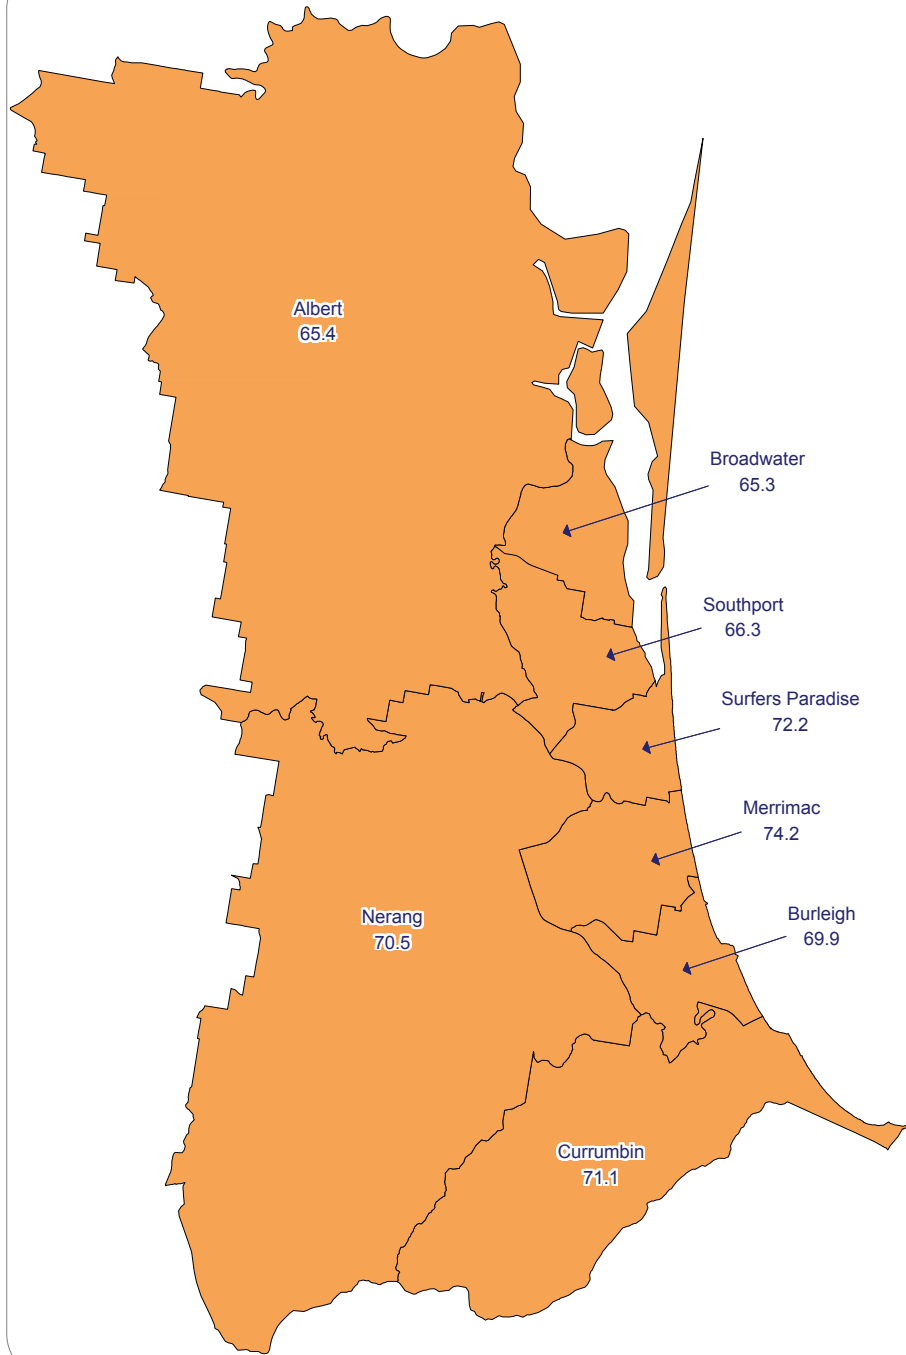 Albert
65.4
Broadwater
65.3
Southport
66.3
Surfers Paradise
72.2
Merrimac
74.2
Burleigh
69.9
Nerang
70.5
Currumbin
71.1